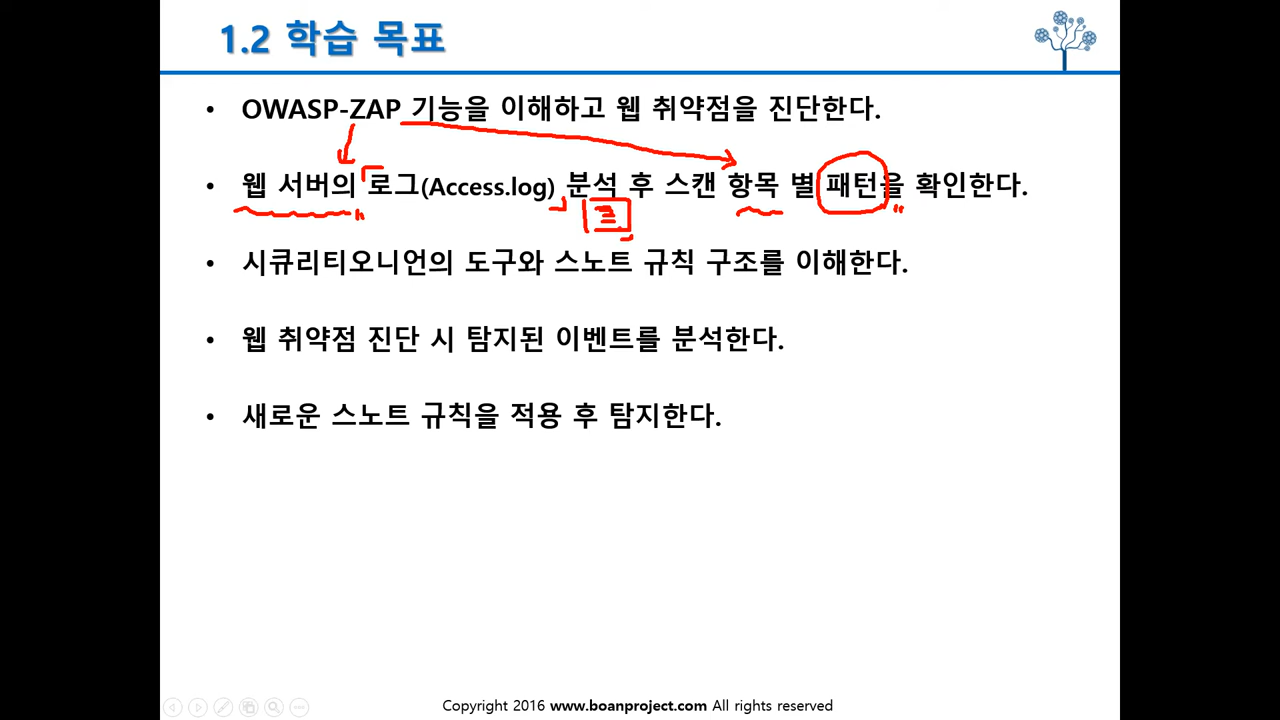 1.2 학습 목표
• OWASP-ZAP 기능을 이해하고 웹 취약점을 진단한다.
• 웹 서버의 로그(Access.log) 분석 후 스캔 항목 별 패턴을 확인한다.
• 시큐리티오니언의 도구와 스노트 규칙 구조를 이해한다.
• 웹 취약점 진단 시 탐지된 이벤트를 분석한다.
• 새로운 스노트 규칙을 적용 후 탐지한다.
Copyright 2016 www.boanproject.com All rights reserved